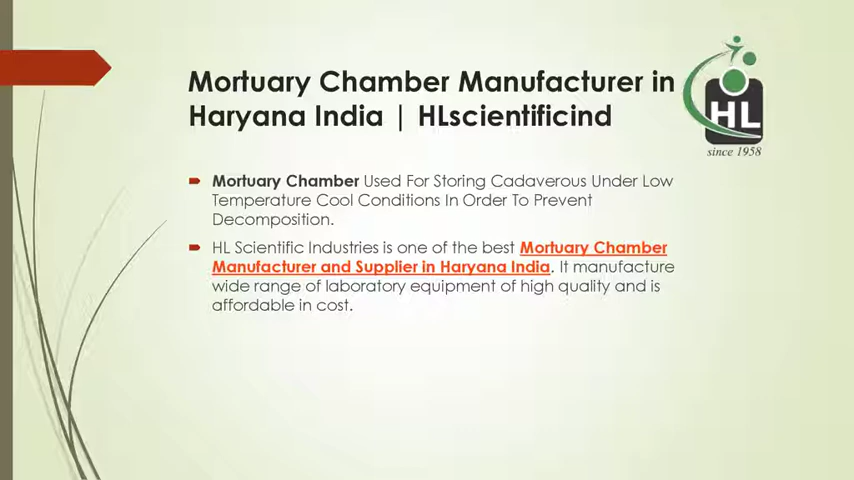 Mortuary Chamber Manufacturer in
Haryana India | HLscientificind
HL
since 1958
Mortuary Chamber Used For Storing Cadaverous Under Low
Temperature Cool Conditions In Order To Prevent
Decomposition.
HL Scientific Industries is one of the best Mortuary Chamber
Manufacturer and Supplier in Haryana India. It manufacture
wide range of laboratory equipment of high quality and is
affordable in cost.